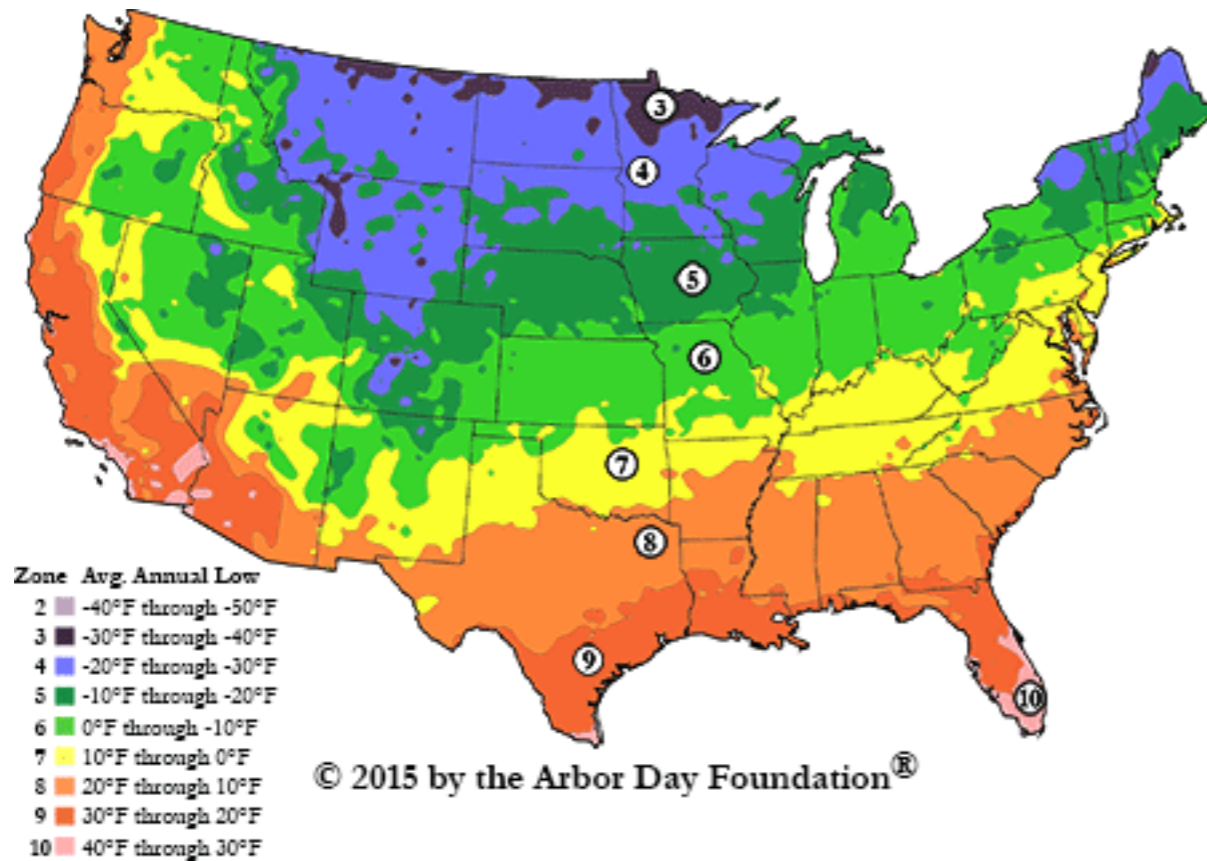 3
4
5
6
7
8
9
10
Zone Avg. Annual Low
2 -40°F through -50°F
3 -30°F through -40°F
4 -20°F through -30°F
5 -10°F through -20°F
6 0°F through -10°F
7 10°F through 0°F
8 20°F through 10°F
9 30°F through 20°F
10 40°F through 30°F
© 2015 by the Arbor Day Foundation®